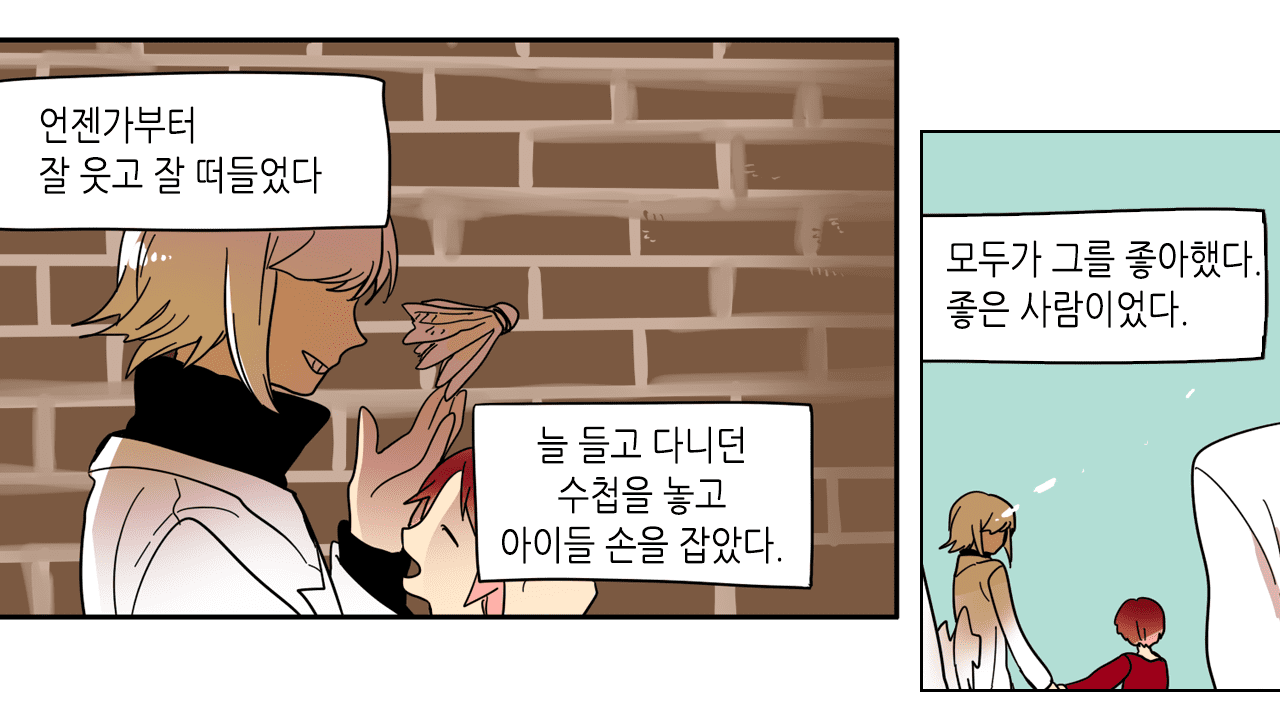 언젠가부터
잘 웃고 잘 떠들었다
늘 들고 다니던
수첩을 놓고
아이들 손을 잡았다.
모두가 그를 좋아했다.
좋은 사람이었다.